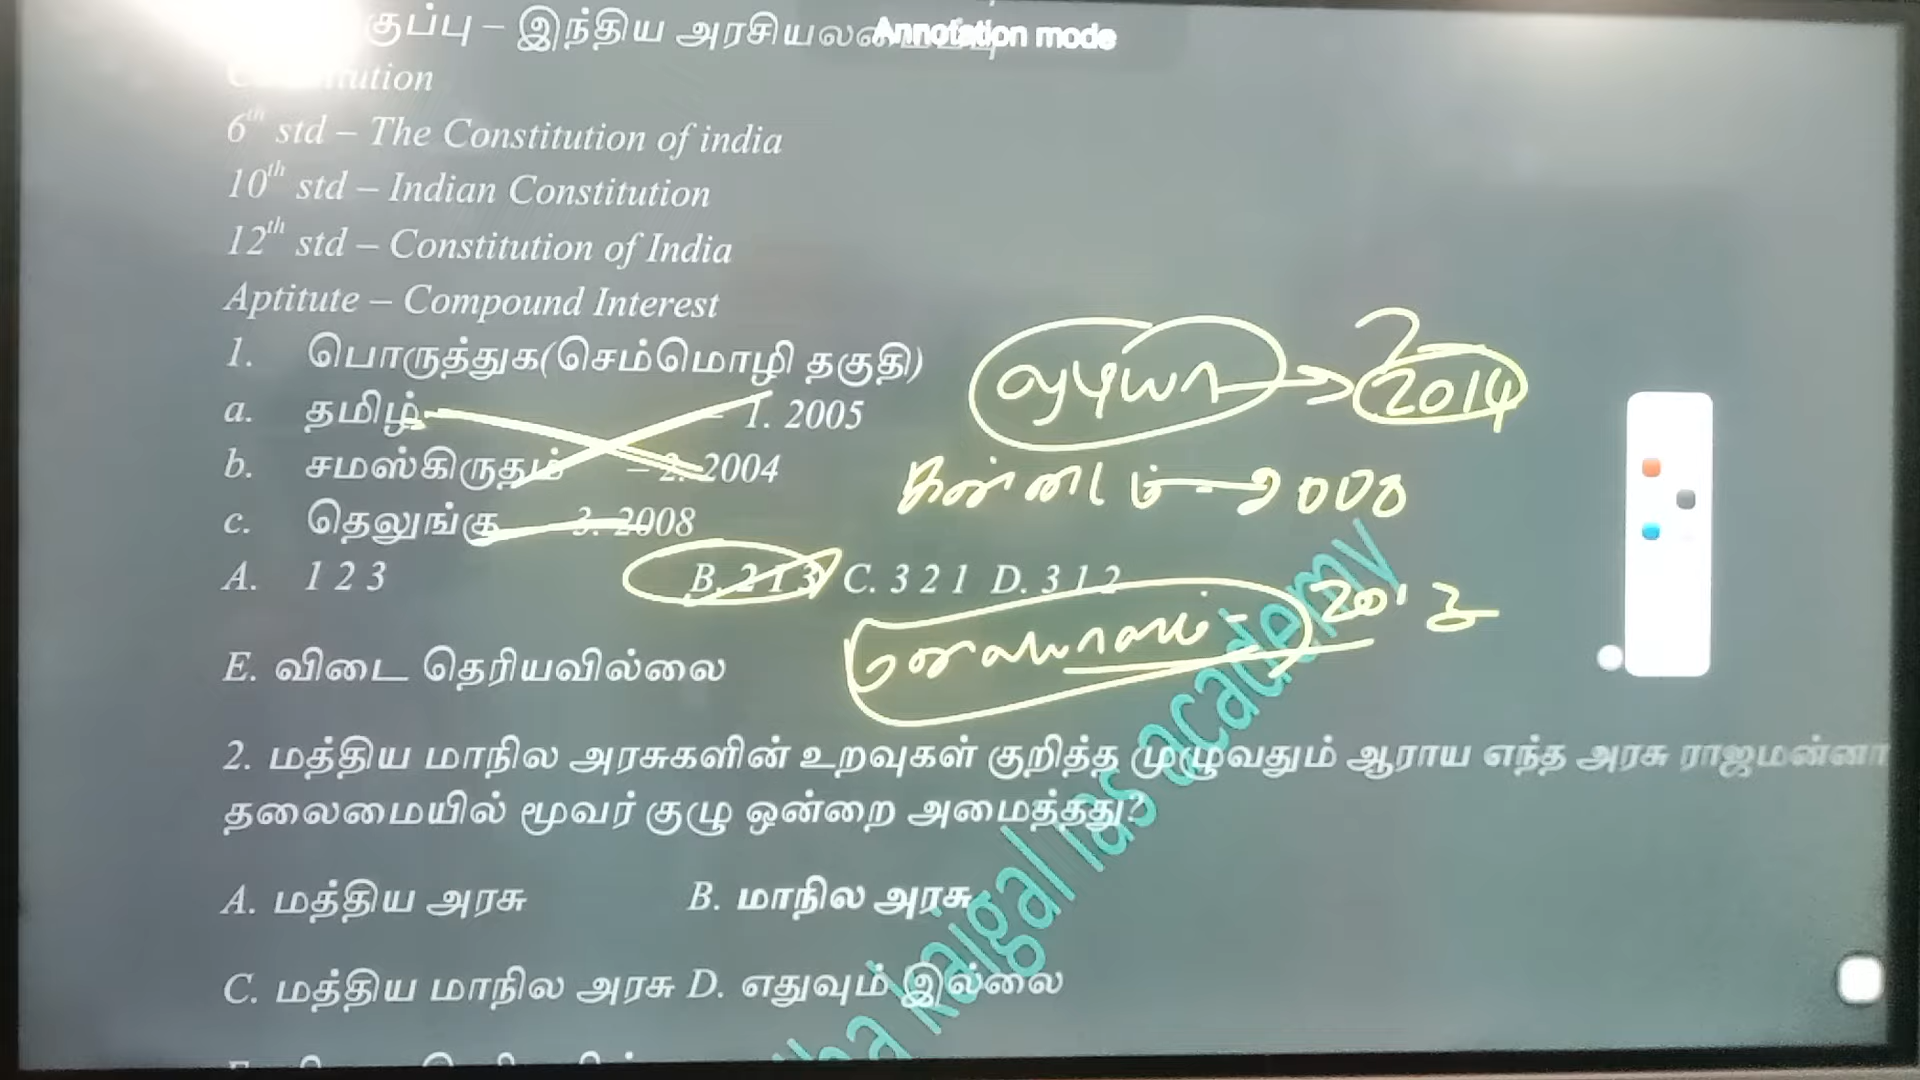 குப்பு – இந்திய அரசியலமைப்பு
Annotation mode
6th std – The Constitution of india
10th std – Indian Constitution
12th std – Constitution of India
Aptitute – Compound Interest
1. பொருத்துக(செம்மொழி தகுதி)
a. தமிழ் – 1. 2005
b. சமஸ்கிருதம் – 2. 2004
c. தெலுங்கு 3. 2008
A. 1 2 3 B. 2 1 3 C. 3 2 1 D. 3 1 2
E. விடை தெரியவில்லை
2014
கன்னடம் - 2008
மலையாளம் - 2013
2. மத்திய மாநில அரசுகளின் உறவுகள் குறித்த முழுவதும் ஆராய எந்த அரசு ராஜமன்னா
தலைமையில் மூவர் குழு ஒன்றை அமைத்தது?
A. மத்திய அரசு B. மாநில அரசு
C. மத்திய மாநில அரசு D. எதுவும் இல்லை
kaigal ias academy